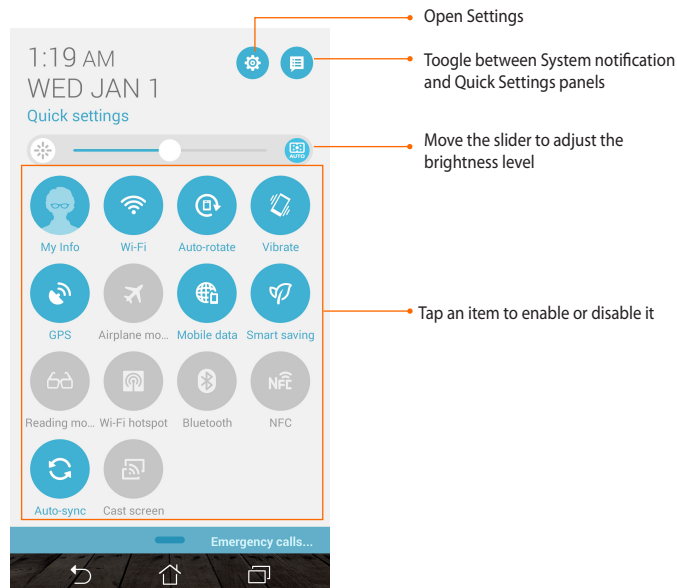 Open Settings
1:19 AM
WED JAN 1
Quick settings
Toogle between System notification
and Quick Settings panels
AUTO
Move the slider to adjust the
brightness level
My Info
Wi-Fi
Auto-rotate
Vibrate
GPS
Airplane mo...
Mobile data
Smart saving
Tap an item to enable or disable it
NFC
Reading mo...
Wi-Fi hotspot
Bluetooth
NFC
Auto-sync
Cast screen
Emergency calls...